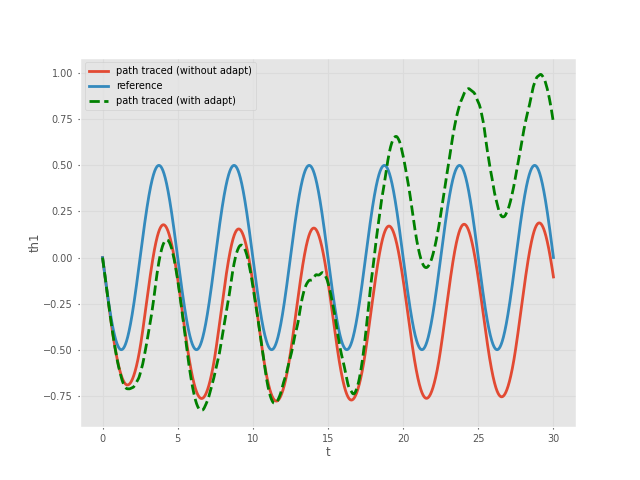 path traced (without adapt)
reference
path traced (with adapt)
1.00
0.75
0.50
0.25
0.00
−0.25
−0.50
−0.75
th1
0 5 10 15 20 25 30
t